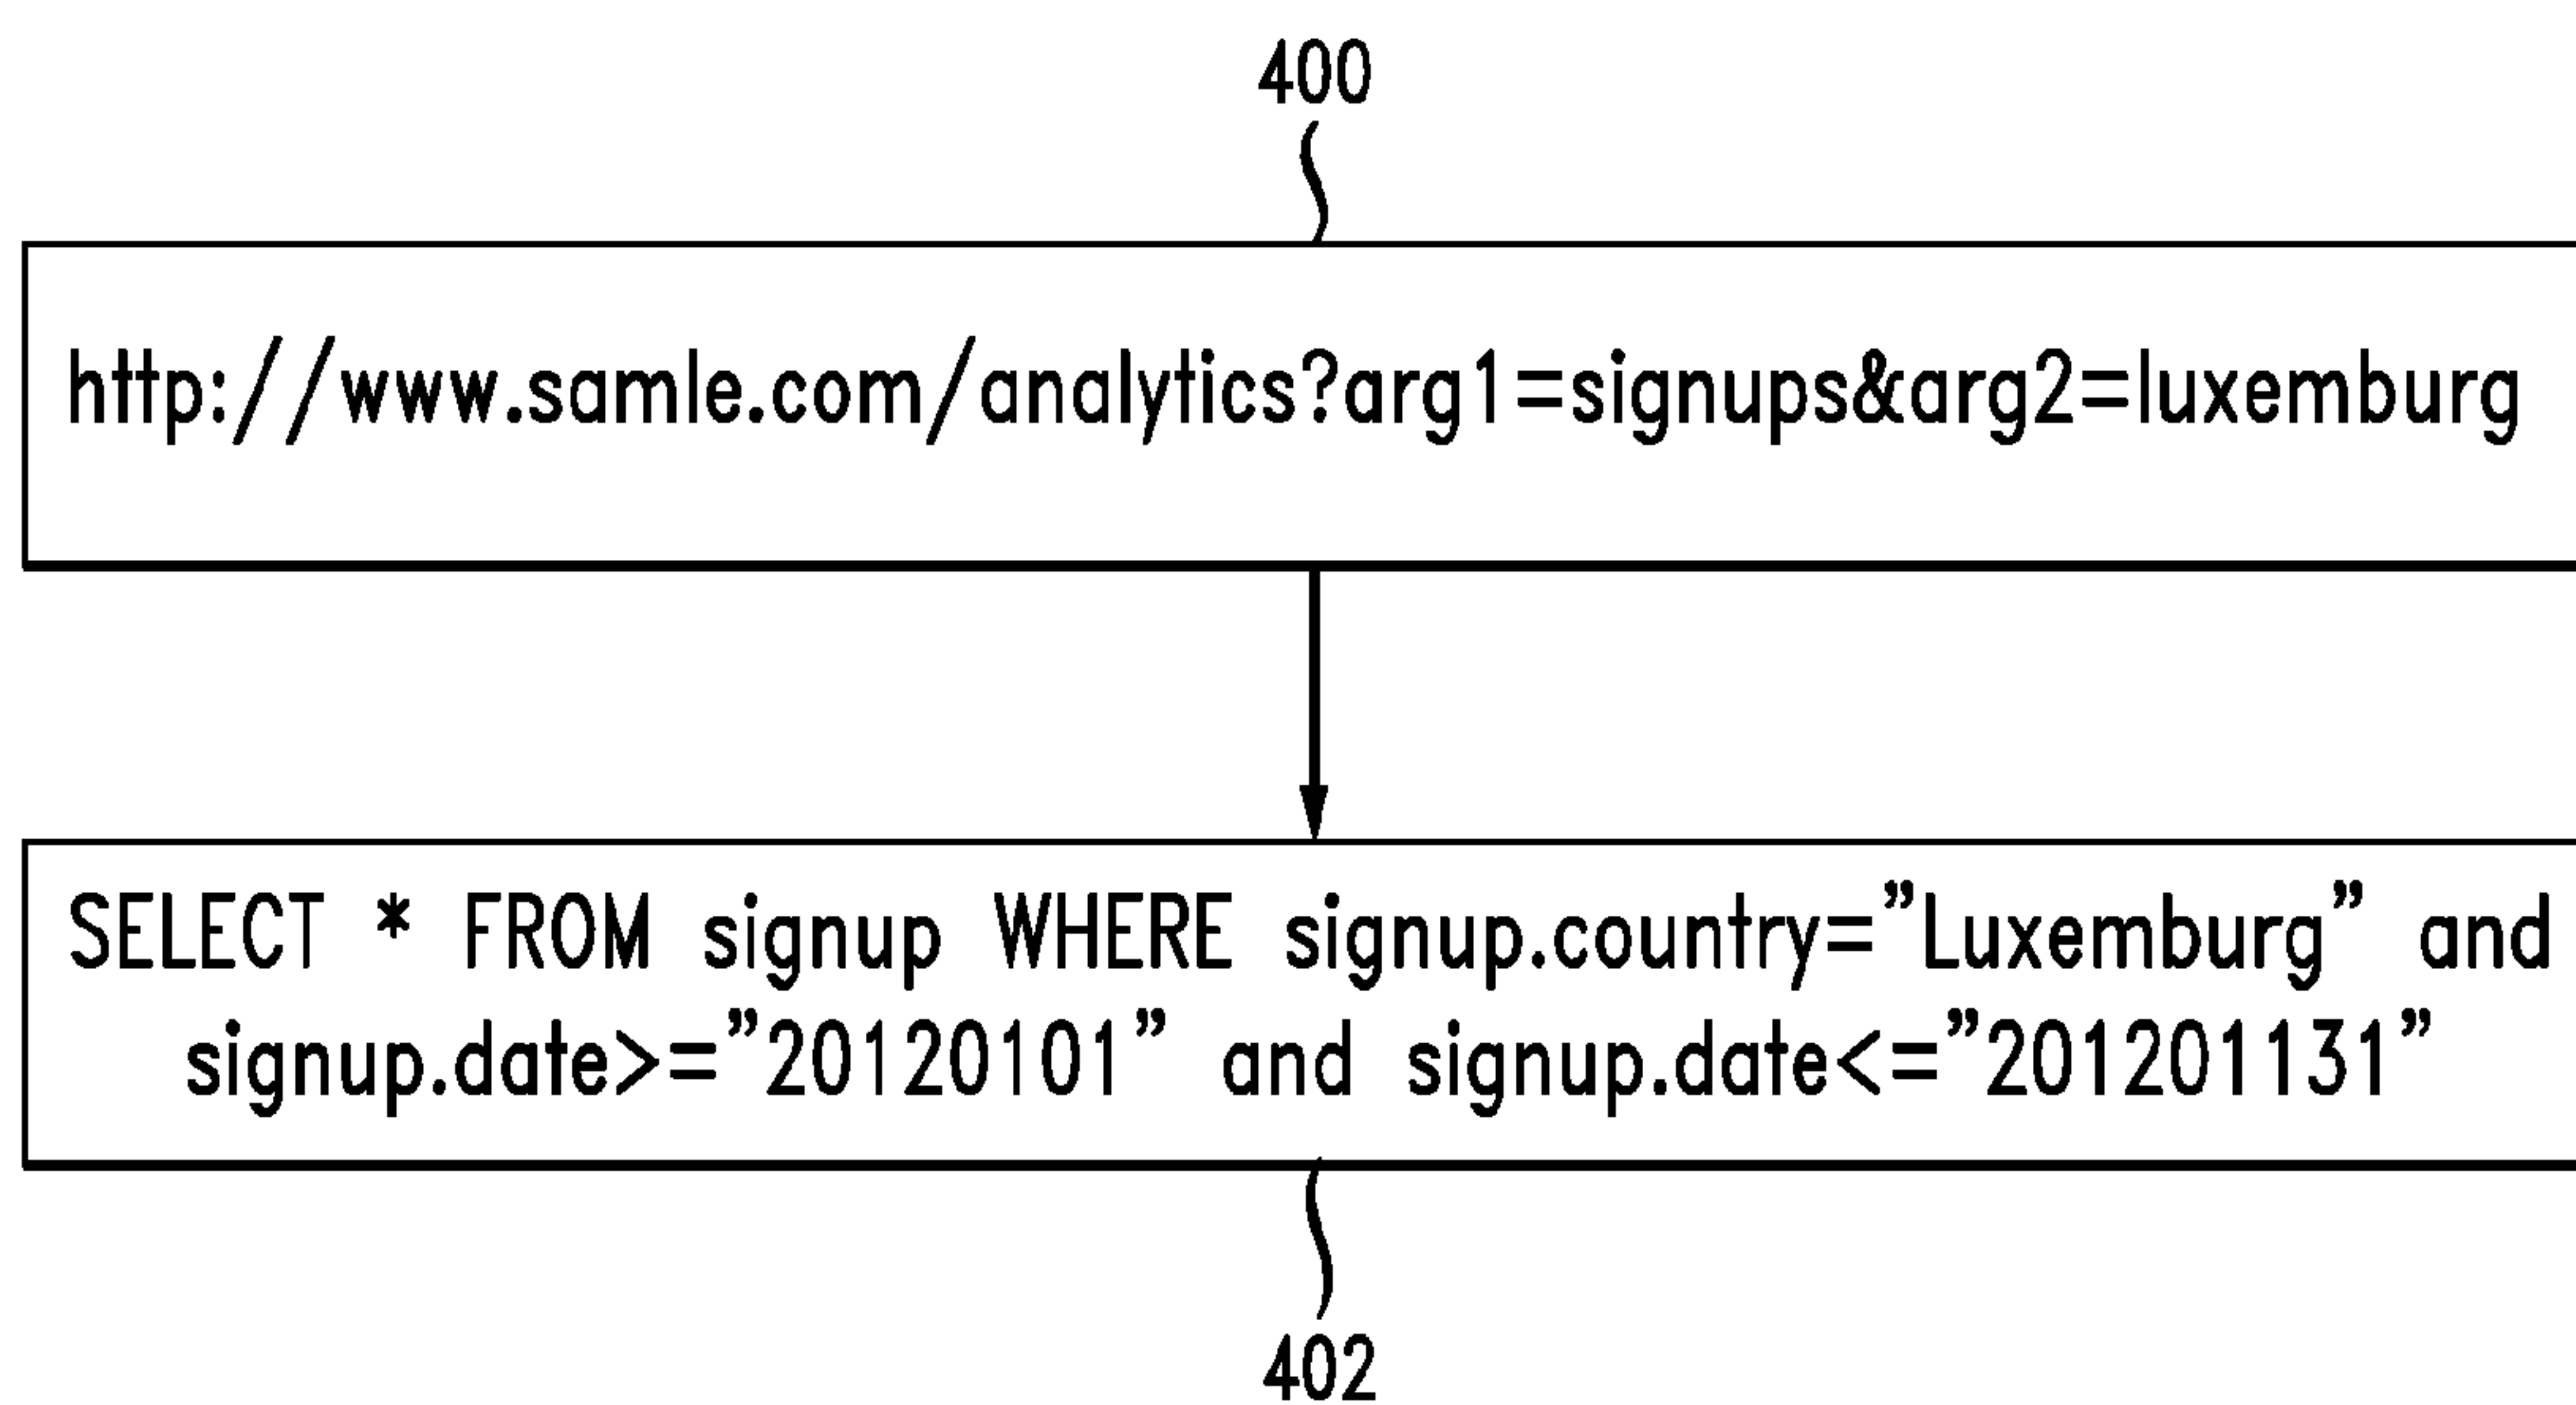 400
http://www.samle.com/analytics?arg1=signups&arg2=luxemburg
SELECT * FROM signup WHERE signup.country=”Luxemburg” and
signup.date>=”20120101” and signup.date<=”201201131”
402